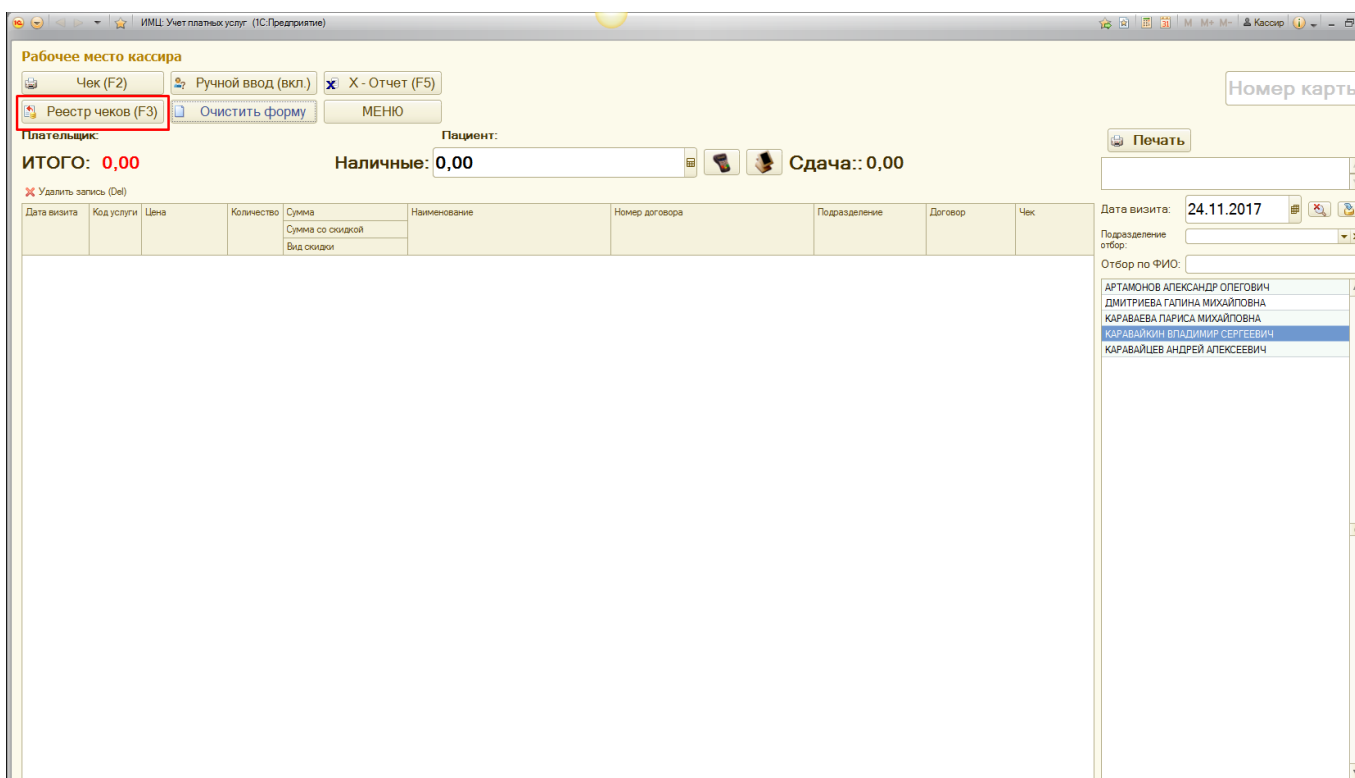 ИМЦ: Учет платных услуг (1С:Предприятие)
M M+ M- Кассир
Рабочее место кассира
Чек (F2) Ручной ввод (вкл.) X - Отчет (F5)
Номер карты
Реестр чеков (F3) Очистить форму МЕНЮ
Плательщик: Пациент:
Печать
ИТОГО: 0,00 Наличные: 0,00 Сдача:: 0,00
Удалить запись (Del)
Дата визита Код услуги Цена Количество Сумма Наименование Номер договора Подразделение Договор Чек
Сумма со скидкой
Вид скидки
Дата визита: 24.11.2017
Подразделение
отбор:
Отбор по ФИО:
АРТАМОНОВ АЛЕКСАНДР ОЛЕГОВИЧ
ДМИТРИЕВА ГАЛИНА МИХАЙЛОВНА
КАРАВАЕВА ЛАРИСА МИХАЙЛОВНА
КАРАВАЙКИН ВЛАДИМИР СЕРГЕЕВИЧ
КАРАВАЙЦЕВ АНДРЕЙ АЛЕКСЕЕВИЧ